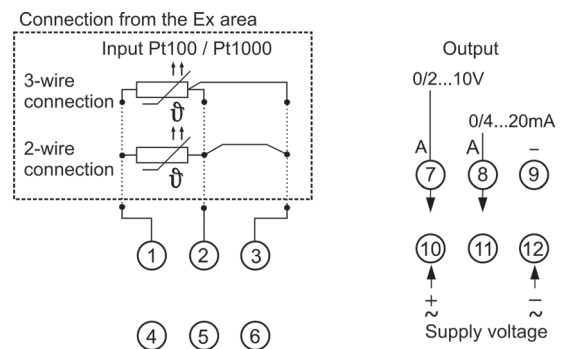 Connection from the Ex area
Input Pt100 / Pt1000
3-wire
connection
ϑ
2-wire
connection
ϑ
1 2 3
4 5 6
Output
0/2...10V
0/4...20mA
A A –
7 8 9
10 11 12
+ –
~ ~
Supply voltage